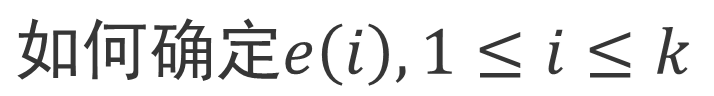 如何确定e(i), 1 ≤ i ≤ k